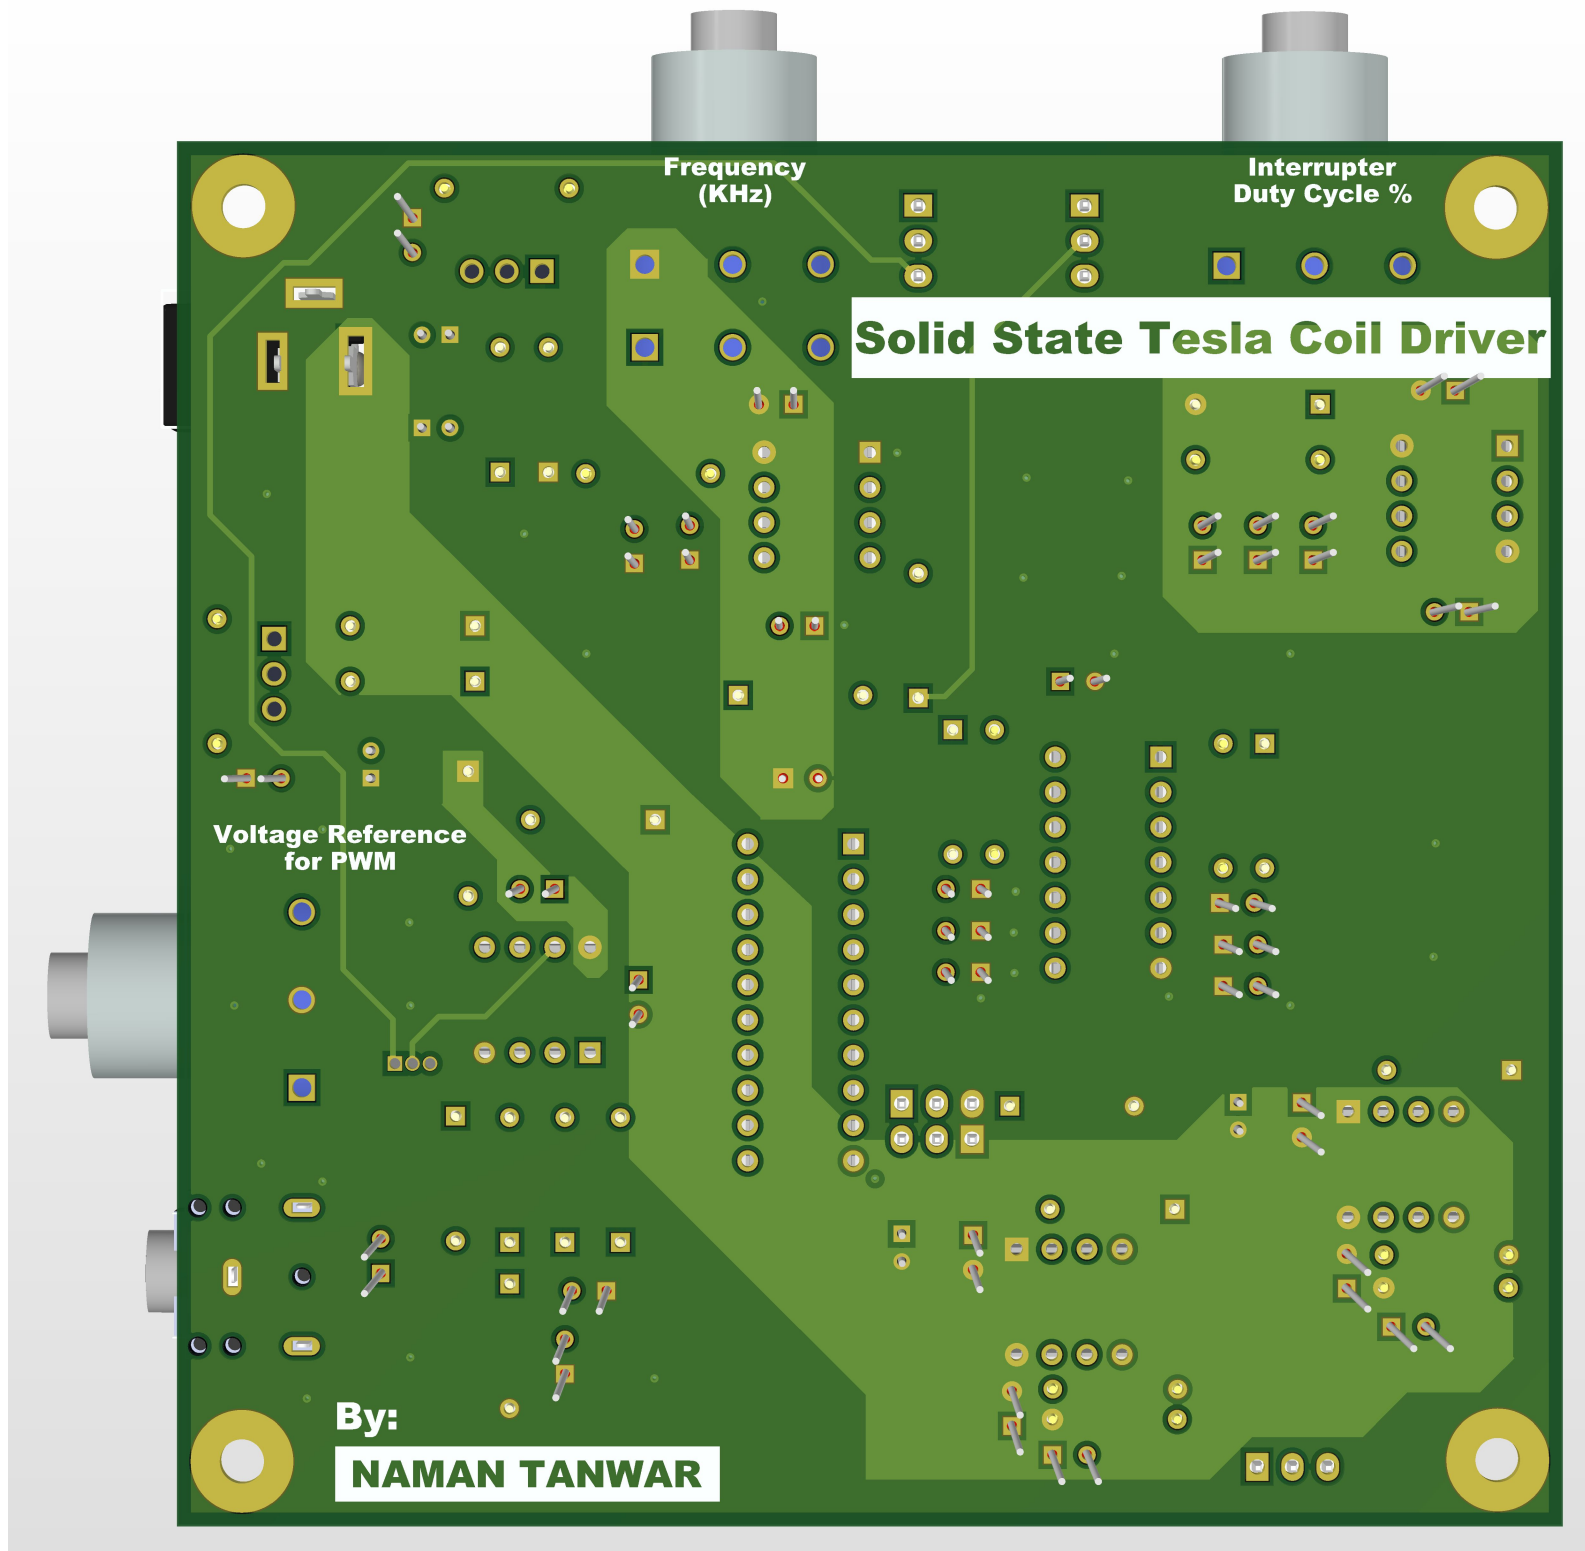 Frequency
(KHz)
Interrupter
Duty Cycle %
Solid State Tesla Coil Driver
Voltage Reference
for PWM
By:
NAMAN TANWAR